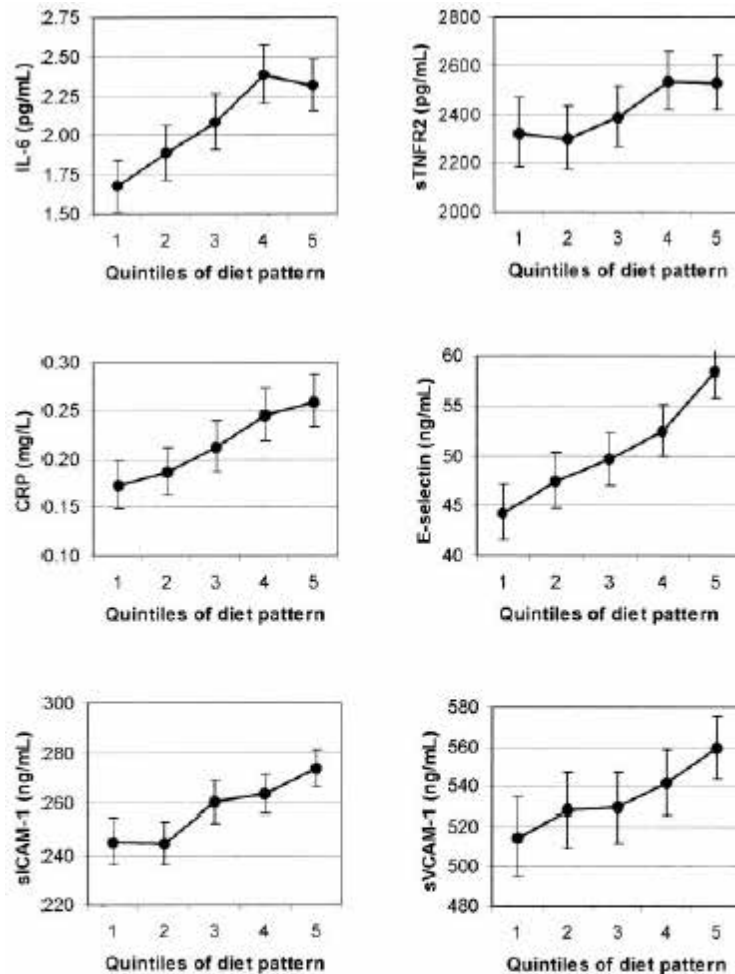 IL-6 (pg/mL)
2.75
2.50
2.25
2.00
1.75
1.50
1 2 3 4 5
Quintiles of diet pattern
sTNFR2 (pg/mL)
2800
2600
2400
2200
2000
1 2 3 4 5
Quintiles of diet pattern
CRP (mg/L)
0.30
0.25
0.20
0.15
0.10
1 2 3 4 5
Quintiles of diet pattern
E-selectin (ng/mL)
60
55
50
45
40
1 2 3 4 5
Quintiles of diet pattern
sICAM-1 (ng/mL)
300
280
260
240
220
1 2 3 4 5
Quintiles of diet pattern
sVCAM-1 (ng/mL)
580
560
540
520
500
480
1 2 3 4 5
Quintiles of diet pattern